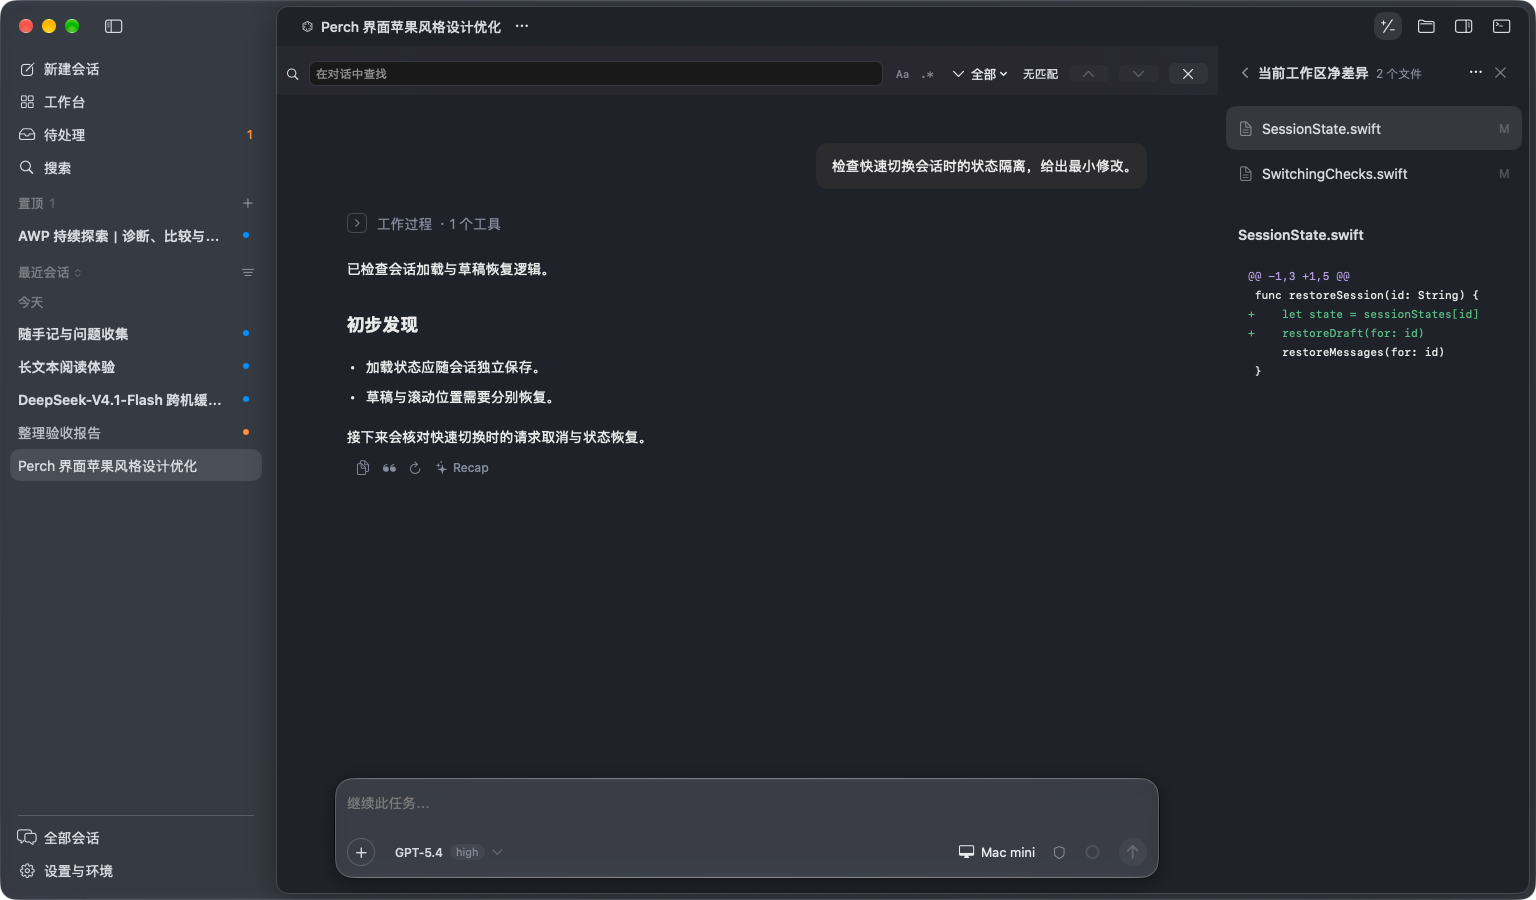 新建会话
工作台
待处理 1
搜索
置顶 1
AWP 持续探索 | 诊断、比较与...
最近会话
今天
随手记与问题收集
长文本阅读体验
DeepSeek-V4.1-Flash 跨机缓...
整理验收报告
Perch 界面苹果风格设计优化
全部会话
设置与环境
Perch 界面苹果风格设计优化 ···
在对话中查找 Aa .* 全部 无匹配
检查快速切换会话时的状态隔离，给出最小修改。
工作过程 · 1 个工具
已检查会话加载与草稿恢复逻辑。
初步发现
• 加载状态应随会话独立保存。
• 草稿与滚动位置需要分别恢复。
接下来会核对快速切换时的请求取消与状态恢复。
Recap
继续此任务...
GPT-5.4 high Mac mini
当前工作区净差异 2 个文件 ···
SessionState.swift M
SwitchingChecks.swift M
SessionState.swift
@@ -1,3 +1,5 @@
func restoreSession(id: String) {
+    let state = sessionStates[id]
+    restoreDraft(for: id)
restoreMessages(for: id)
}